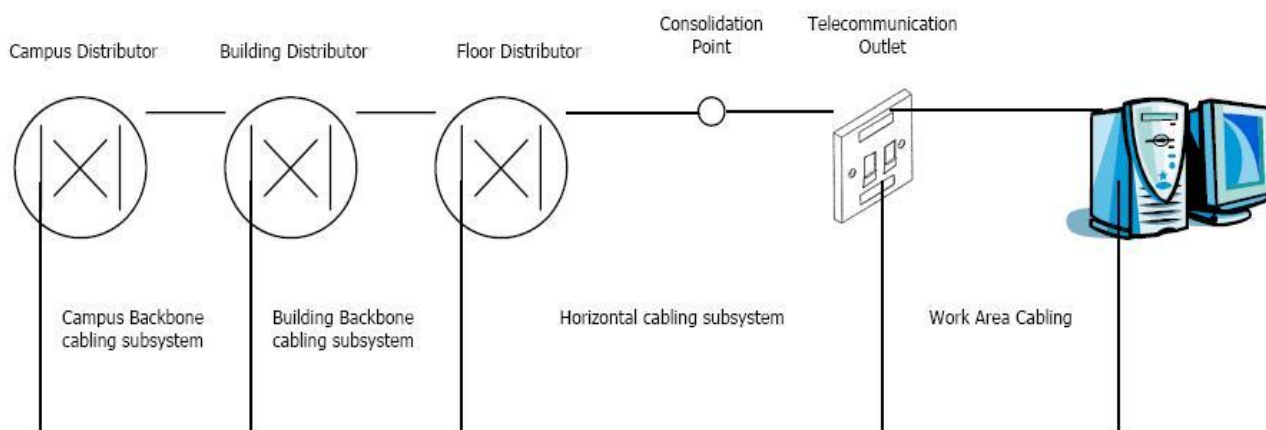 Campus Distributor
Building Distributor
Floor Distributor
Consolidation
Point
Telecommunication
Outlet
Campus Backbone
cabling subsystem
Building Backbone
cabling subsystem
Horizontal cabling subsystem
Work Area Cabling